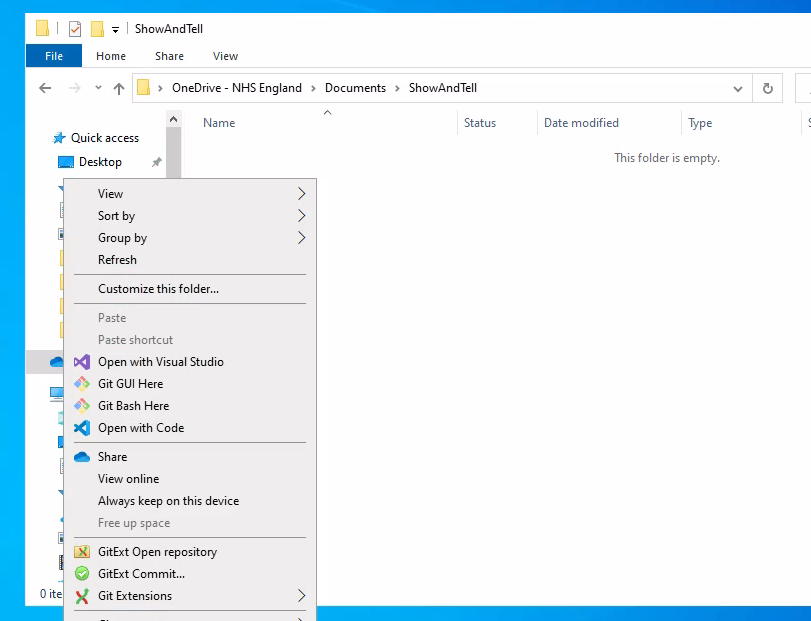 ShowAndTell
File Home Share View
OneDrive - NHS England Documents ShowAndTell
Name Status Date modified Type
Quick access
This folder is empty.
Desktop
View
Sort by
Group by
Refresh
Customize this folder...
Paste
Paste shortcut
Open with Visual Studio
Git GUI Here
Git Bash Here
Open with Code
Share
View online
Always keep on this device
Free up space
GitExt Open repository
GitExt Commit...
Git Extensions
0 ite